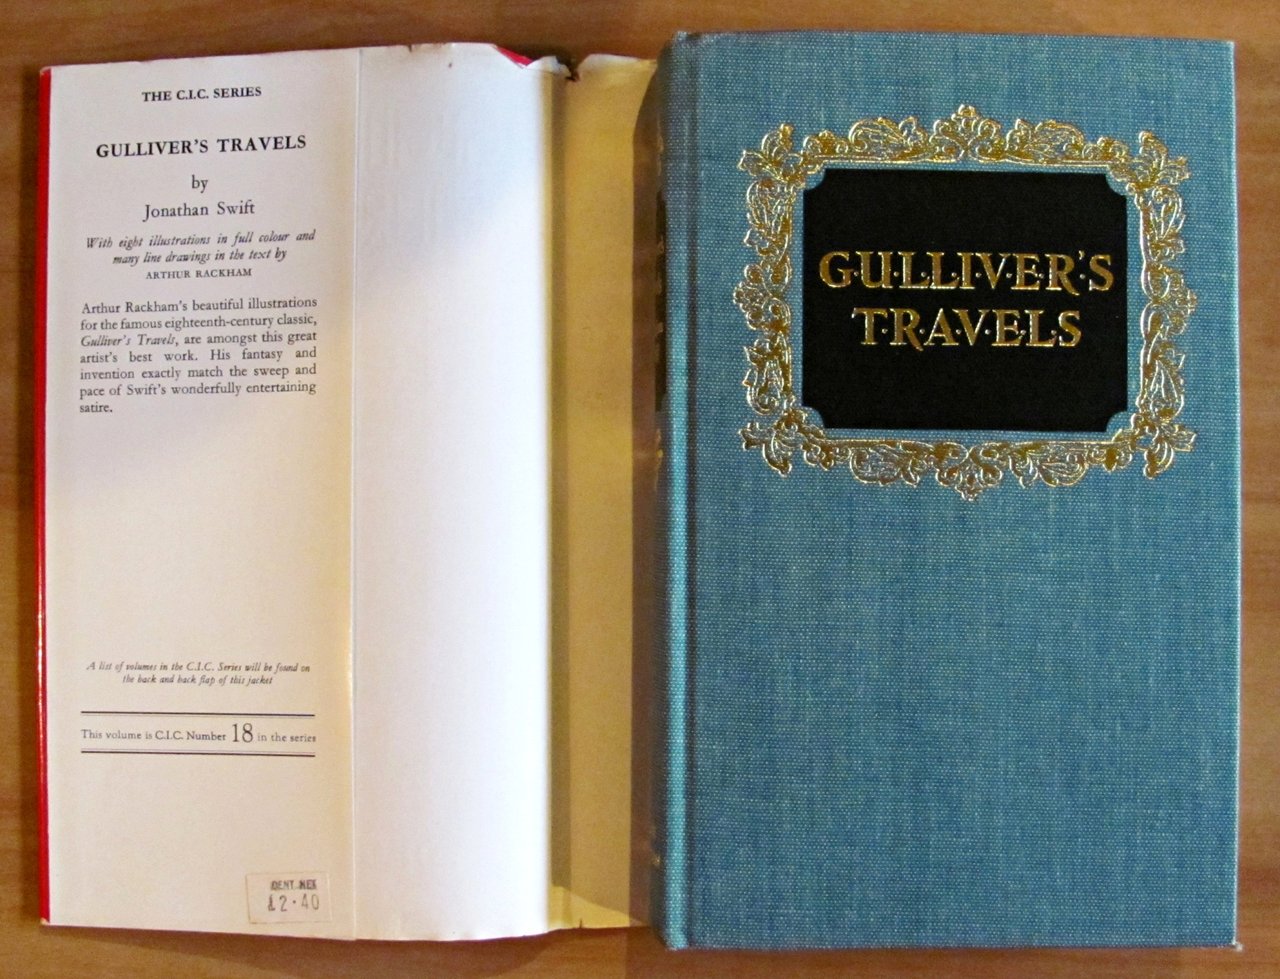 THE C.I.C. SERIES
GULLIVER'S TRAVELS
by
Jonathan Swift
With eight illustrations in full colour and
many line drawings in the text by
ARTHUR RACKHAM
Arthur Rackham's beautiful illustrations
for the famous eighteenth-century classic,
Gulliver's Travels, are amongst this great
artist's best work. His fantasy and
invention exactly match the sweep and
pace of Swift's wonderfully entertaining
satire.
A list of volumes in the C.I.C. Series will be found on
the back and back flap of this jacket
This volume is C.I.C. Number 18 in the series
£2·40
G·U·L·L·I·V·E·R·'S
T·R·A·V·E·L·S